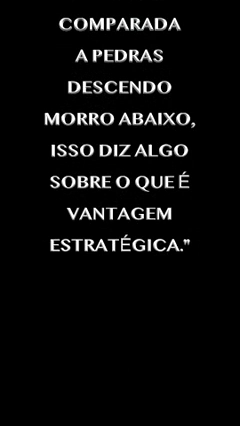 COMPARADA
A PEDRAS
DESCENDO
MORRO ABAIXO,
ISSO DIZ ALGO
SOBRE O QUE É
VANTAGEM
ESTRATÉGICA."